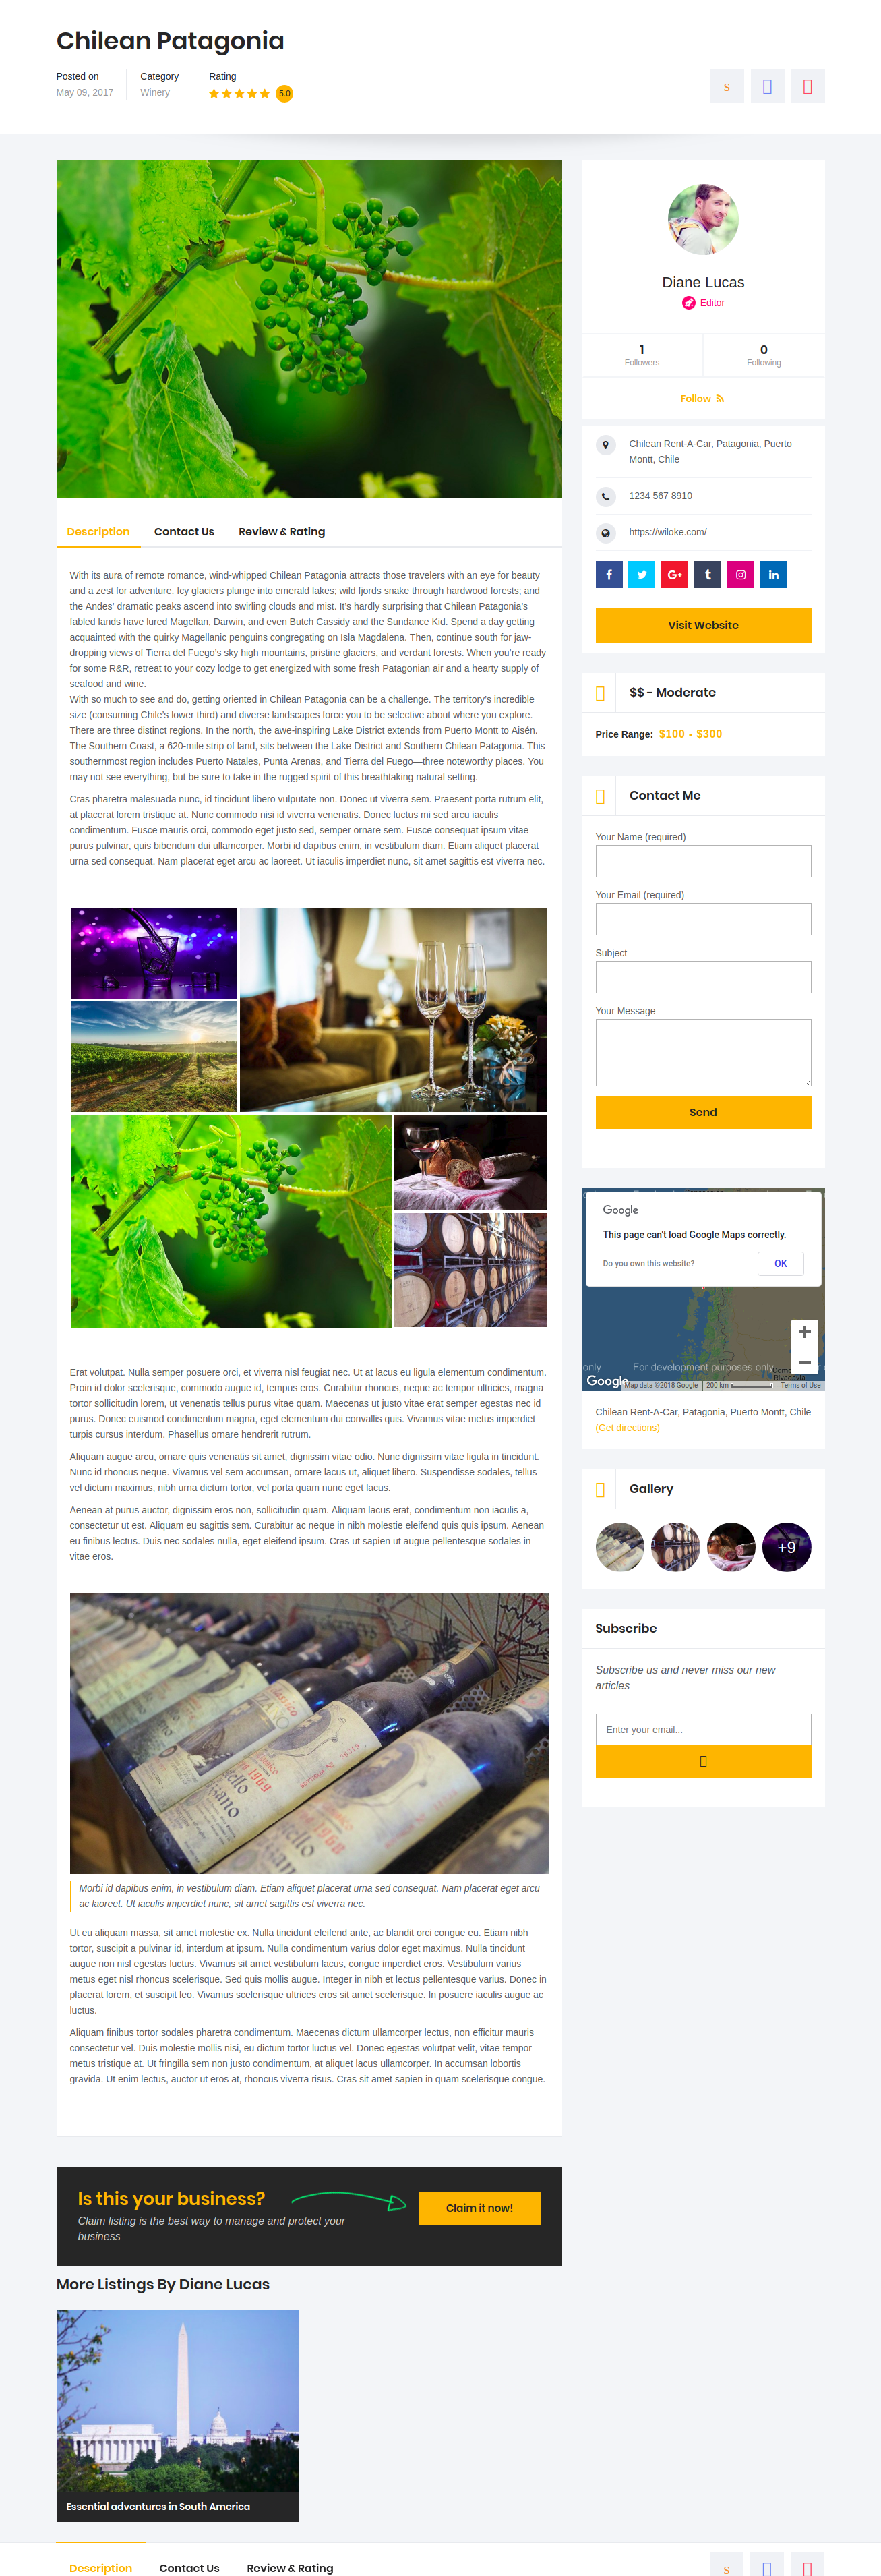 Chilean Patagonia
Posted on
May 09, 2017
Category
Winery
Rating
5.0
s
Description
Contact Us
Review & Rating
With its aura of remote romance, wind-whipped Chilean Patagonia attracts those travelers with an eye for beauty
and a zest for adventure. Icy glaciers plunge into emerald lakes; wild fjords snake through hardwood forests; and
the Andes' dramatic peaks ascend into swirling clouds and mist. It's hardly surprising that Chilean Patagonia's
fabled lands have lured Magellan, Darwin, and even Butch Cassidy and the Sundance Kid. Spend a day getting
acquainted with the quirky Magellanic penguins congregating on Isla Magdalena. Then, continue south for jaw-
dropping views of Tierra del Fuego's sky high mountains, pristine glaciers, and verdant forests. When you're ready
for some R&R, retreat to your cozy lodge to get energized with some fresh Patagonian air and a hearty supply of
seafood and wine.
With so much to see and do, getting oriented in Chilean Patagonia can be a challenge. The territory's incredible
size (consuming Chile's lower third) and diverse landscapes force you to be selective about where you explore.
There are three distinct regions. In the north, the awe-inspiring Lake District extends from Puerto Montt to Aisén.
The Southern Coast, a 620-mile strip of land, sits between the Lake District and Southern Chilean Patagonia. This
southernmost region includes Puerto Natales, Punta Arenas, and Tierra del Fuego—three noteworthy places. You
may not see everything, but be sure to take in the rugged spirit of this breathtaking natural setting.
Cras pharetra malesuada nunc, id tincidunt libero vulputate non. Donec ut viverra sem. Praesent porta rutrum elit,
at placerat lorem tristique at. Nunc commodo nisi id viverra venenatis. Donec luctus mi sed arcu iaculis
condimentum. Fusce mauris orci, commodo eget justo sed, semper ornare sem. Fusce consequat ipsum vitae
purus pulvinar, quis bibendum dui ullamcorper. Morbi id dapibus enim, in vestibulum diam. Etiam aliquet placerat
urna sed consequat. Nam placerat eget arcu ac laoreet. Ut iaculis imperdiet nunc, sit amet sagittis est viverra nec.
Erat volutpat. Nulla semper posuere orci, et viverra nisl feugiat nec. Ut at lacus eu ligula elementum condimentum.
Proin id dolor scelerisque, commodo augue id, tempus eros. Curabitur rhoncus, neque ac tempor ultricies, magna
tortor sollicitudin lorem, ut venenatis tellus purus vitae quam. Maecenas ut justo vitae erat semper egestas nec id
purus. Donec euismod condimentum magna, eget elementum dui convallis quis. Vivamus vitae metus imperdiet
turpis cursus interdum. Phasellus ornare hendrerit rutrum.
Aliquam augue arcu, ornare quis venenatis sit amet, dignissim vitae odio. Nunc dignissim vitae ligula in tincidunt.
Nunc id rhoncus neque. Vivamus vel sem accumsan, ornare lacus ut, aliquet libero. Suspendisse sodales, tellus
vel dictum maximus, nibh urna dictum tortor, vel porta quam nunc eget lacus.
Aenean at purus auctor, dignissim eros non, sollicitudin quam. Aliquam lacus erat, condimentum non iaculis a,
consectetur ut est. Aliquam eu sagittis sem. Curabitur ac neque in nibh molestie eleifend quis quis ipsum. Aenean
eu finibus lectus. Duis nec sodales nulla, eget eleifend ipsum. Cras ut sapien ut augue pellentesque sodales in
vitae eros.
1969
1968
Morbi id dapibus enim, in vestibulum diam. Etiam aliquet placerat urna sed consequat. Nam placerat eget arcu
ac laoreet. Ut iaculis imperdiet nunc, sit amet sagittis est viverra nec.
Ut eu aliquam massa, sit amet molestie ex. Nulla tincidunt eleifend ante, ac blandit orci congue eu. Etiam nibh
tortor, suscipit a pulvinar id, interdum at ipsum. Nulla condimentum varius dolor eget maximus. Nulla tincidunt
augue non nisl egestas luctus. Vivamus sit amet vestibulum lacus, congue imperdiet eros. Vestibulum varius
metus eget nisl rhoncus scelerisque. Sed quis mollis augue. Integer in nibh et lectus pellentesque varius. Donec in
placerat lorem, et suscipit leo. Vivamus scelerisque ultrices eros sit amet scelerisque. In posuere iaculis augue ac
luctus.
Aliquam finibus tortor sodales pharetra condimentum. Maecenas dictum ullamcorper lectus, non efficitur mauris
consectetur vel. Duis molestie mollis nisi, eu dictum tortor luctus vel. Donec egestas volutpat velit, vitae tempor
metus tristique at. Ut fringilla sem non justo condimentum, at aliquet lacus ullamcorper. In accumsan lobortis
gravida. Ut enim lectus, auctor ut eros at, rhoncus viverra risus. Cras sit amet sapien in quam scelerisque congue.
Is this your business?
Claim listing is the best way to manage and protect your
business
Claim it now!
More Listings By Diane Lucas
Essential adventures in South America
Diane Lucas
Editor
1
Followers
0
Following
Follow
Chilean Rent-A-Car, Patagonia, Puerto
Montt, Chile
1234 567 8910
https://wiloke.com/
Visit Website
$$ - Moderate
Price Range: $100 - $300
Contact Me
Your Name (required)
Your Email (required)
Subject
Your Message
Send
Google
This page can't load Google Maps correctly.
Do you own this website?
OK
only
For development purposes only
Google
Map data ©2018 Google
200 km
Terms of Use
Chilean Rent-A-Car, Patagonia, Puerto Montt, Chile
(Get directions)
Gallery
+9
Subscribe
Subscribe us and never miss our new
articles
Enter your email...
Description
Contact Us
Review & Rating
s